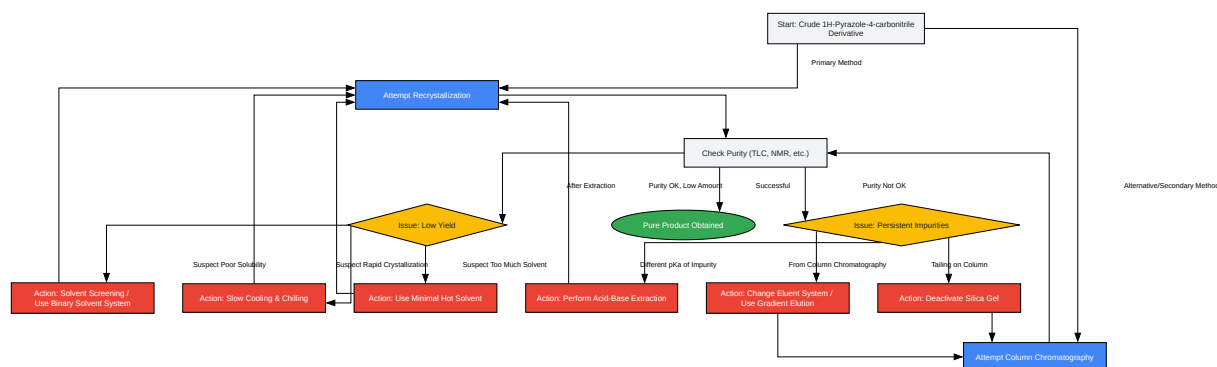 Start: Crude 1H-Pyrazole-4-carbonitrile
Derivative
Primary Method
Attempt Recrystallization
Check Purity (TLC, NMR, etc.)
After Extraction
Purity OK, Low Amount
Successful
Purity Not OK
Alternative/Secondary Method
Issue: Low Yield
Pure Product Obtained
Issue: Persistent Impurities
Suspect Poor Solubility
Suspect Rapid Crystallization
Suspect Too Much Solvent
Different pKa of Impurity
From Column Chromatography
Tailing on Column
Action: Solvent Screening /
Use Binary Solvent System
Action: Slow Cooling & Chilling
Action: Use Minimal Hot Solvent
Action: Perform Acid-Base Extraction
Action: Change Eluent System /
Use Gradient Elution
Action: Deactivate Silica Gel
Attempt Column Chromatography